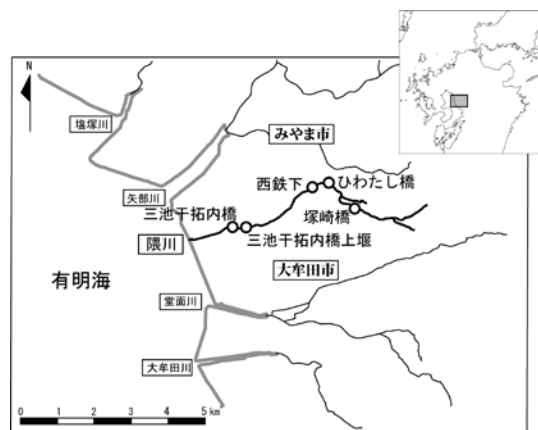 N
塩塚川
みやま市
矢部川
西鉄下
ひわたし橋
三池干拓内橋
塚崎橋
隈川
三池干拓内橋上堰
大牟田市
有明海
堂面川
大牟田川
0 1 2 3 4 5 km